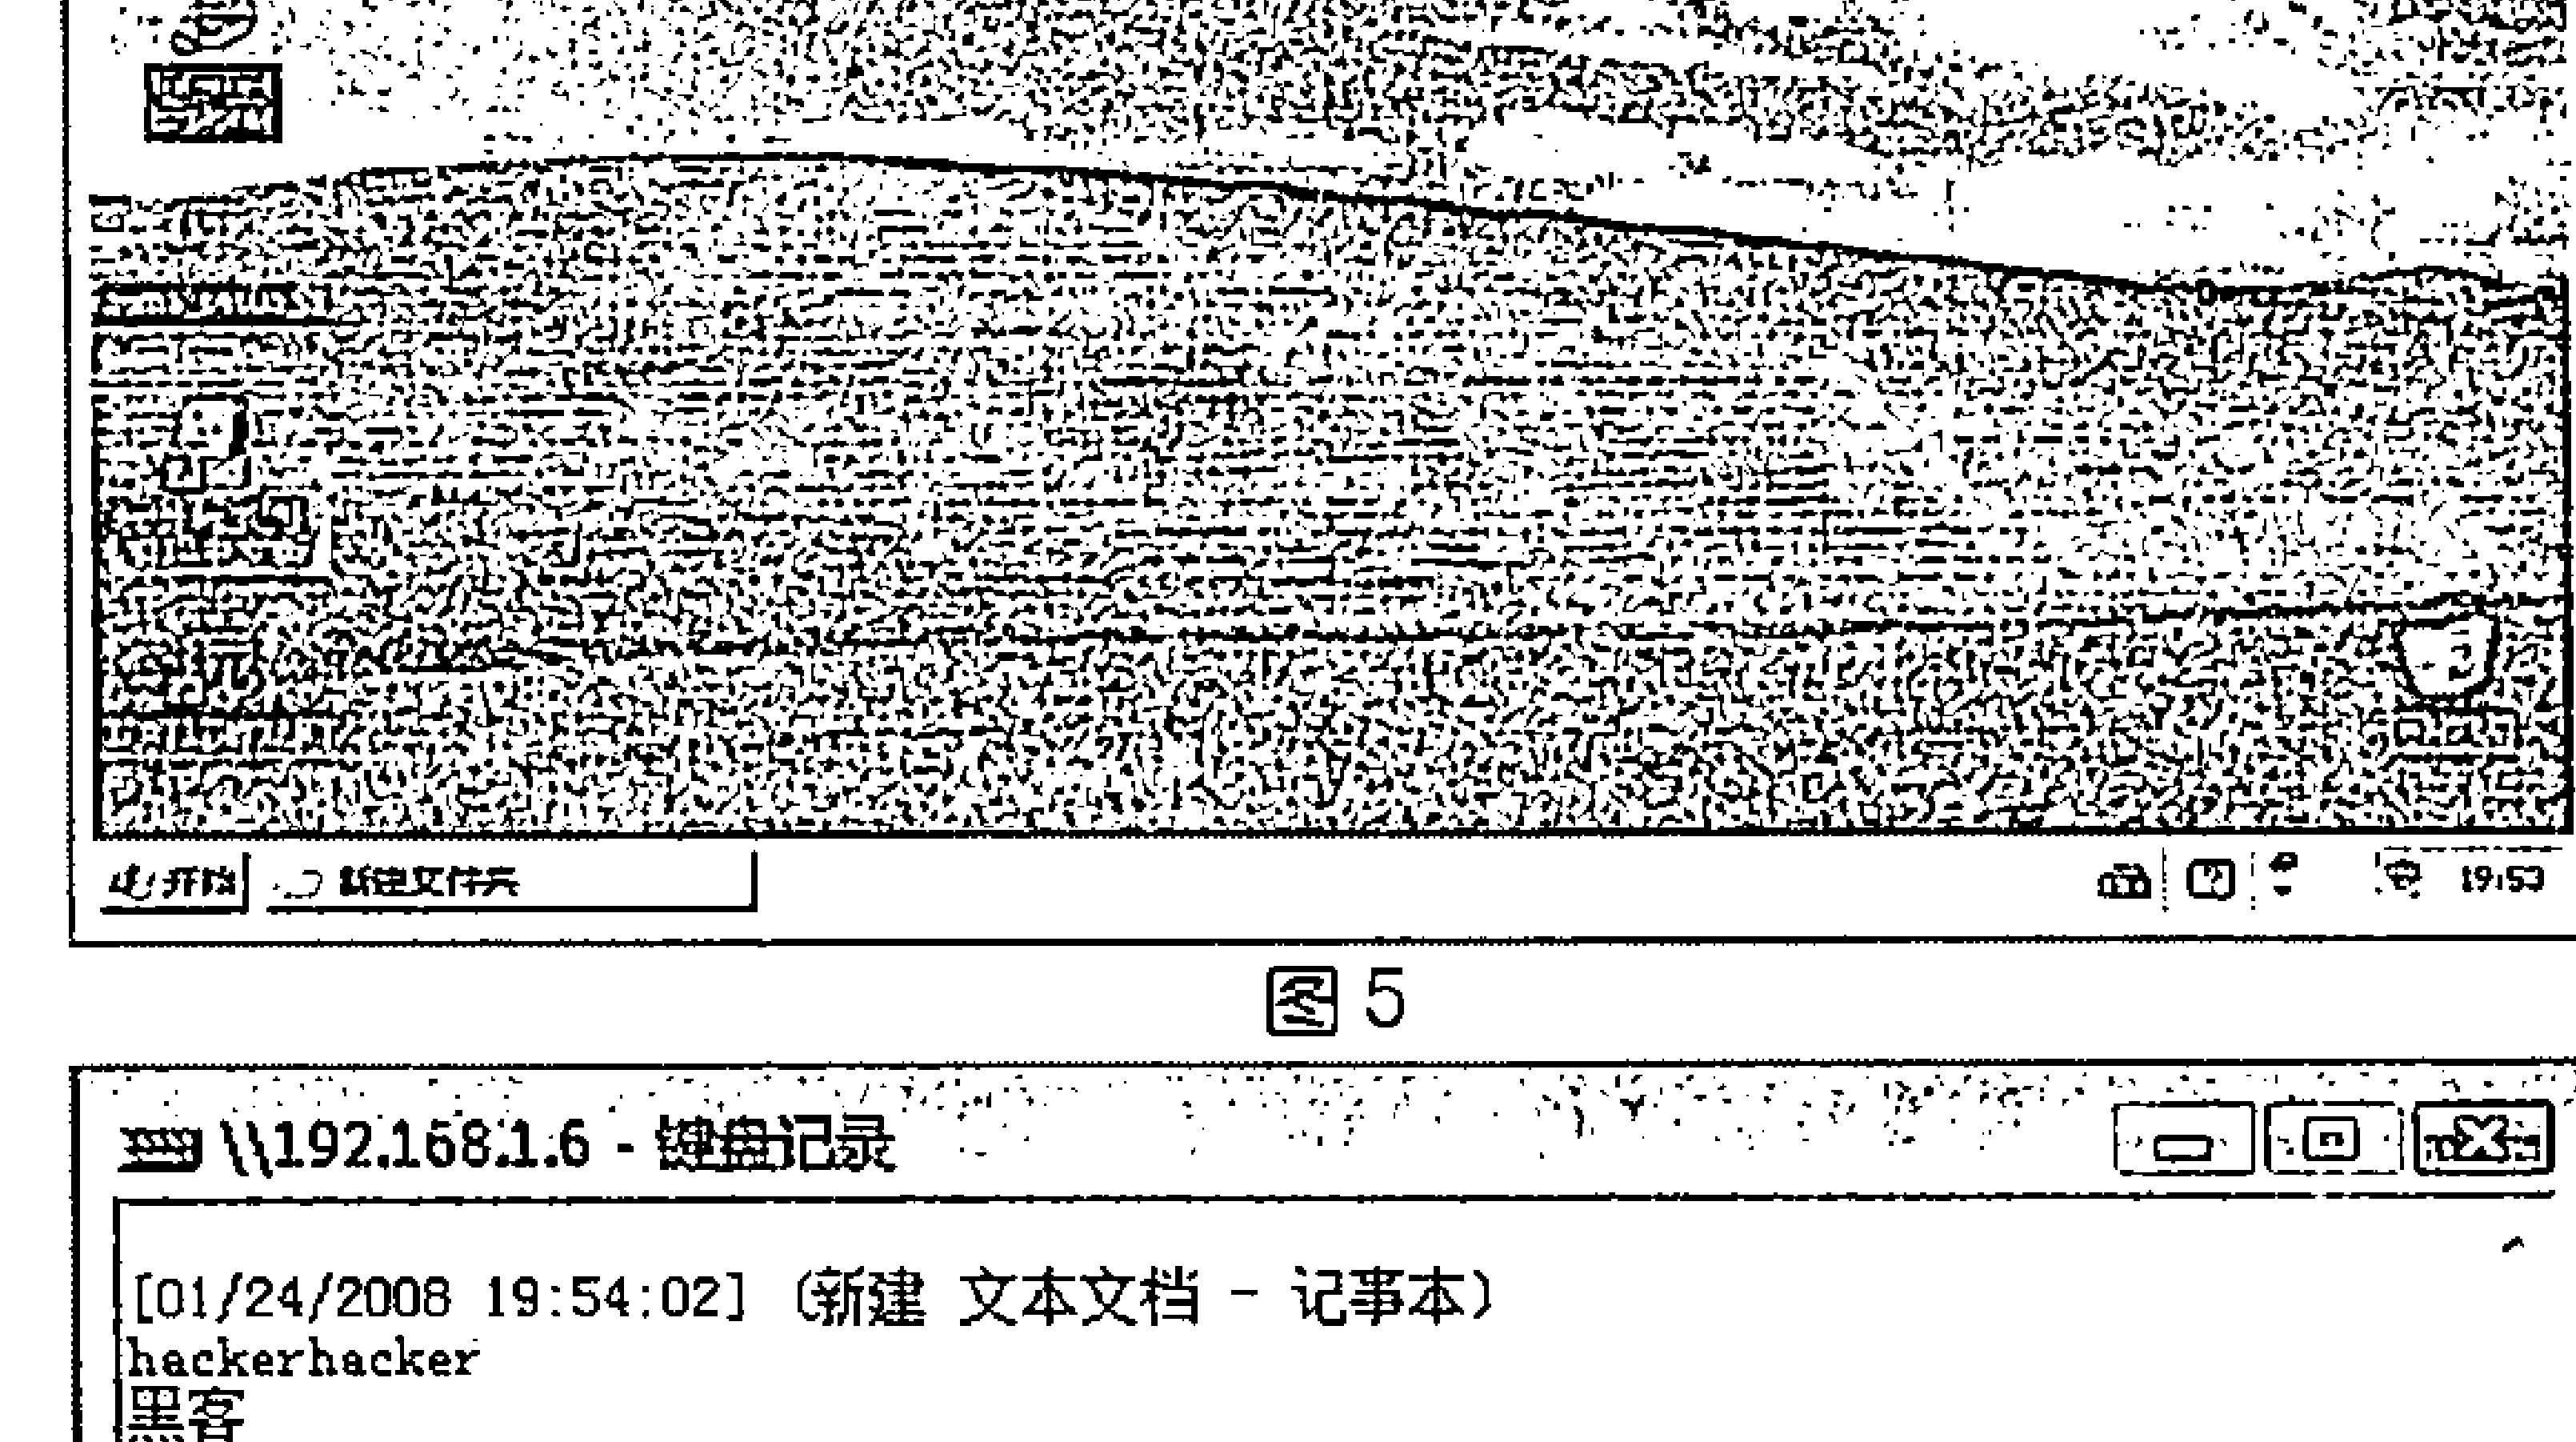 开始 新建文件夹 19:53
图 5
\\192.168.1.6 - 键盘记录
[01/24/2008 19:54:02] (新建 文本文档 - 记事本)
hackerhacker
黑客